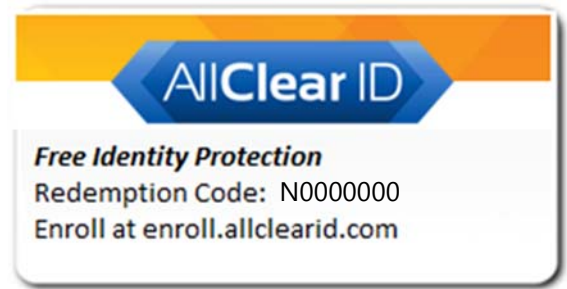 AllClear ID
Free Identity Protection
Redemption Code: N0000000
Enroll at enroll.allclearid.com